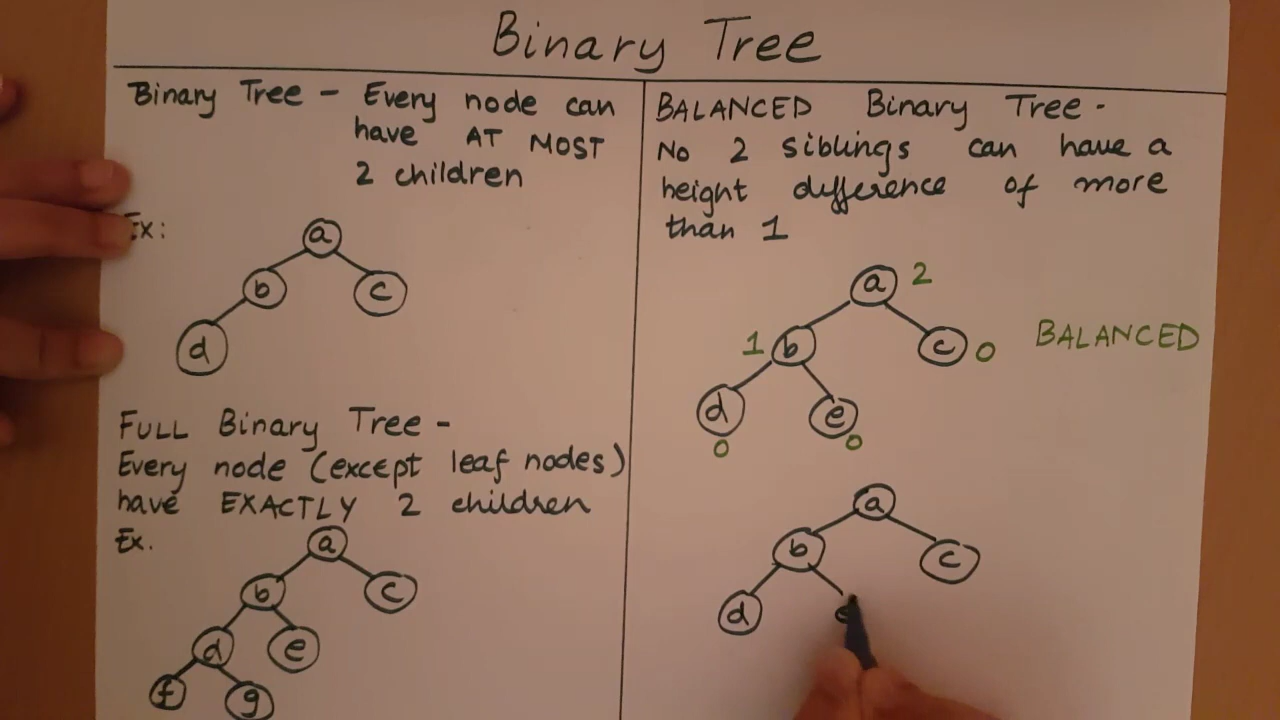 Binary Tree
Binary Tree - Every node can
have AT MOST
2 children
Ex:
a
b c
d
FULL Binary Tree -
Every node (except leaf nodes)
have EXACTLY 2 children
Ex.
a
b c
d e
f g
BALANCED Binary Tree -
No 2 siblings can have a
height difference of more
than 1
a 2
1 b c 0 BALANCED
d e
0 0
a
b c
d